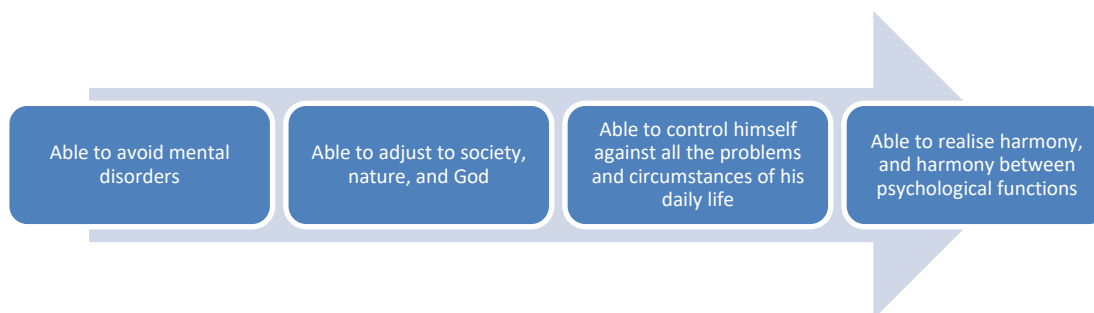 Able to avoid mental
disorders
Able to adjust to society,
nature, and God
Able to control himself
against all the problems
and circumstances of his
daily life
Able to realise harmony,
and harmony between
psychological functions